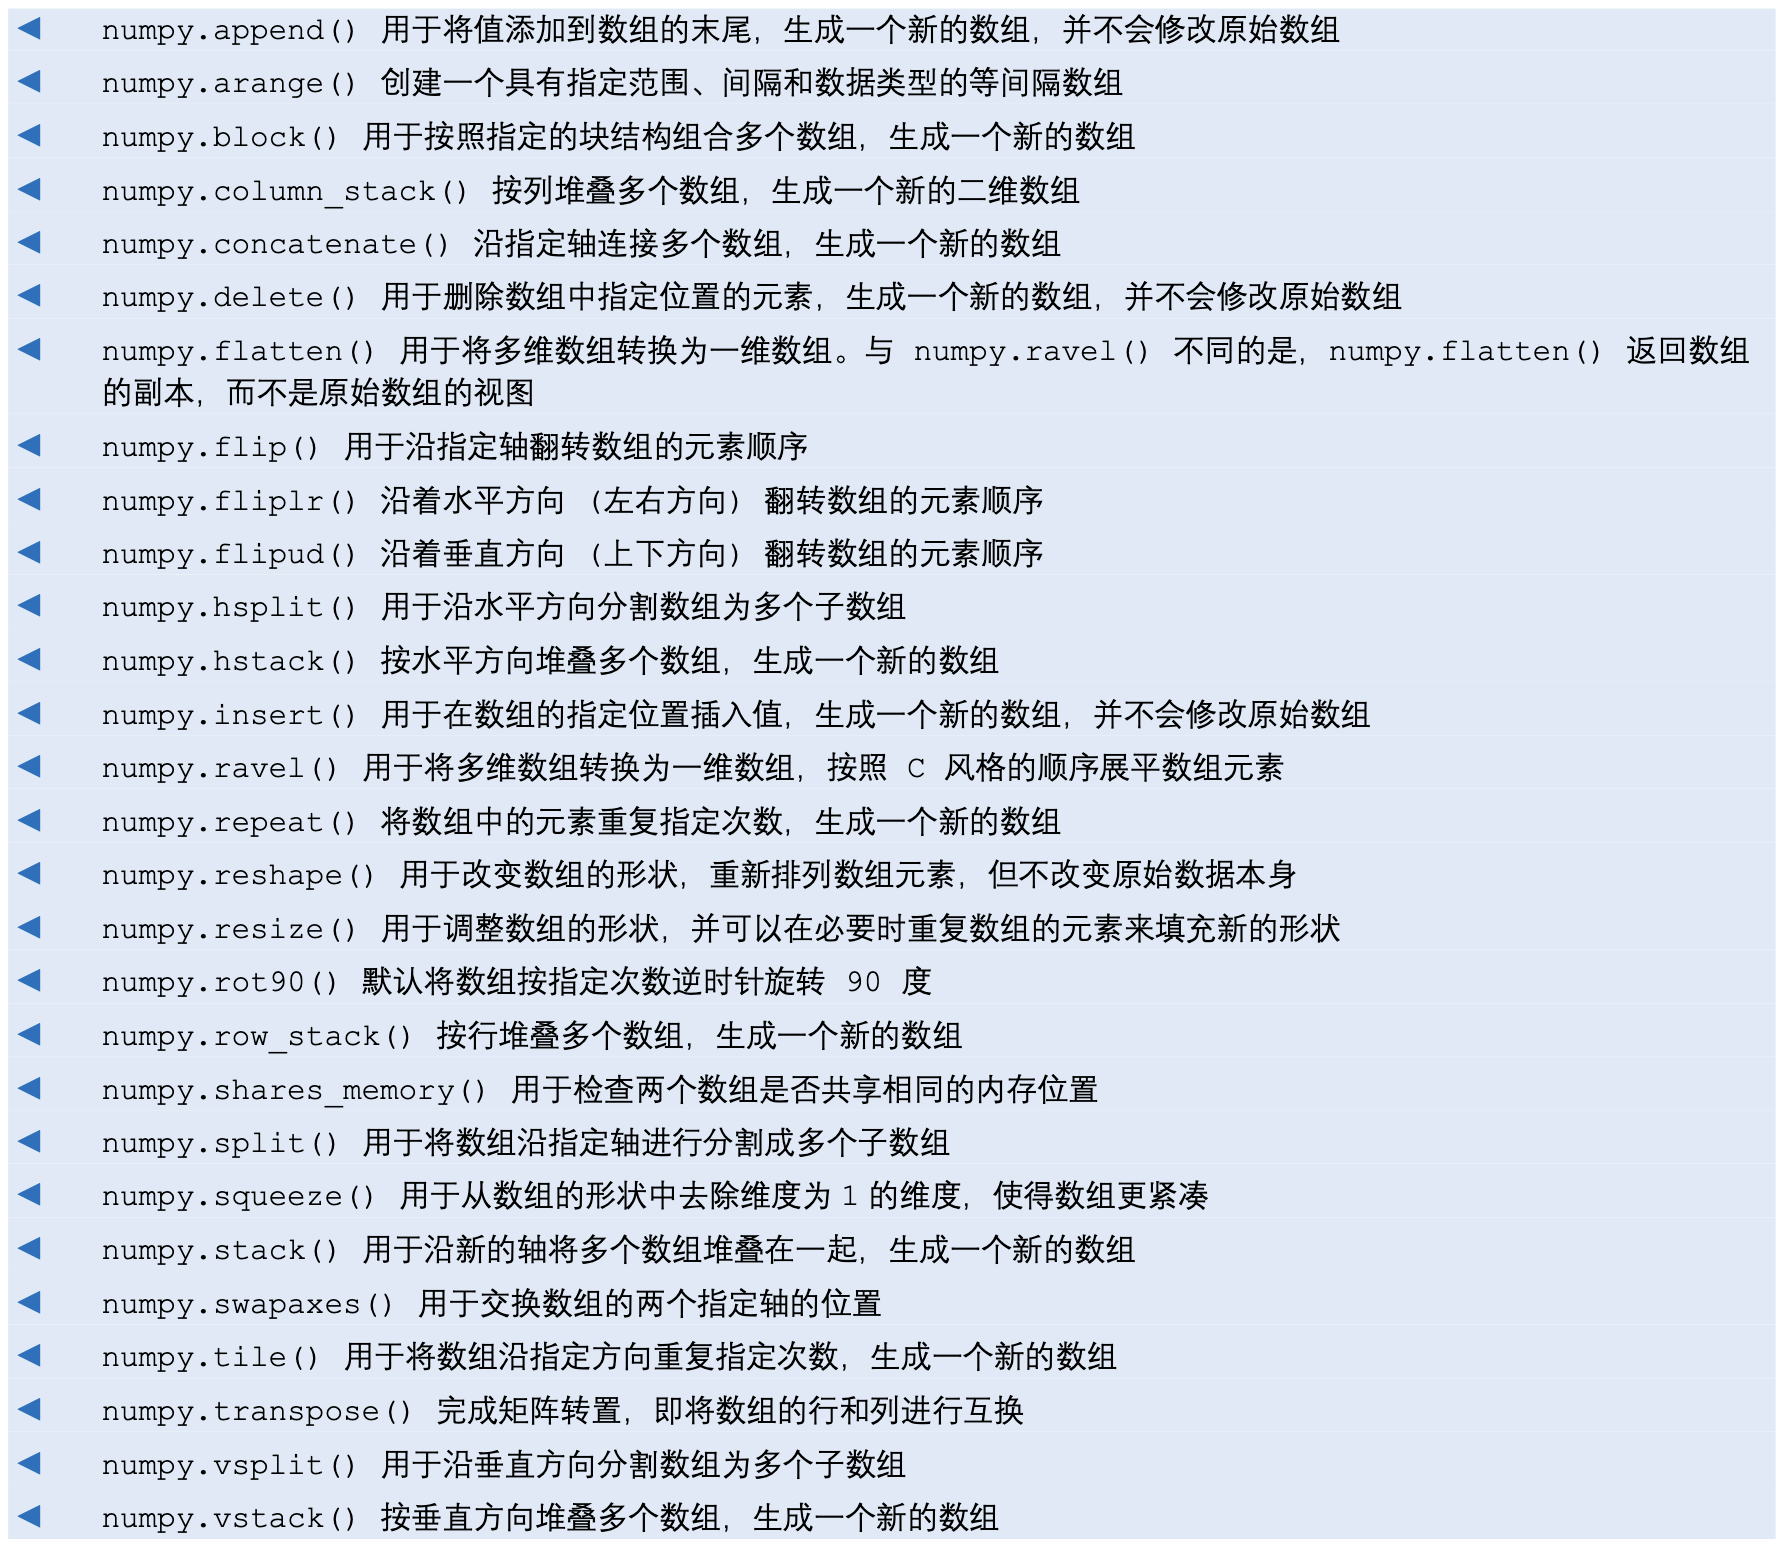 ◀ numpy.append() 用于将值添加到数组的末尾，生成一个新的数组，并不会修改原始数组
◀ numpy.arange() 创建一个具有指定范围、间隔和数据类型的等间隔数组
◀ numpy.block() 用于按照指定的块结构组合多个数组，生成一个新的数组
◀ numpy.column_stack() 按列堆叠多个数组，生成一个新的二维数组
◀ numpy.concatenate() 沿指定轴连接多个数组，生成一个新的数组
◀ numpy.delete() 用于删除数组中指定位置的元素，生成一个新的数组，并不会修改原始数组
◀ numpy.flatten() 用于将多维数组转换为一维数组。与 numpy.ravel() 不同的是，numpy.flatten() 返回数组
的副本，而不是原始数组的视图
◀ numpy.flip() 用于沿指定轴翻转数组的元素顺序
◀ numpy.fliplr() 沿着水平方向 (左右方向) 翻转数组的元素顺序
◀ numpy.flipud() 沿着垂直方向 (上下方向) 翻转数组的元素顺序
◀ numpy.hsplit() 用于沿水平方向分割数组为多个子数组
◀ numpy.hstack() 按水平方向堆叠多个数组，生成一个新的数组
◀ numpy.insert() 用于在数组的指定位置插入值，生成一个新的数组，并不会修改原始数组
◀ numpy.ravel() 用于将多维数组转换为一维数组，按照 C 风格的顺序展平数组元素
◀ numpy.repeat() 将数组中的元素重复指定次数，生成一个新的数组
◀ numpy.reshape() 用于改变数组的形状，重新排列数组元素，但不改变原始数据本身
◀ numpy.resize() 用于调整数组的形状，并可以在必要时重复数组的元素来填充新的形状
◀ numpy.rot90() 默认将数组按指定次数逆时针旋转 90 度
◀ numpy.row_stack() 按行堆叠多个数组，生成一个新的数组
◀ numpy.shares_memory() 用于检查两个数组是否共享相同的内存位置
◀ numpy.split() 用于将数组沿指定轴进行分割成多个子数组
◀ numpy.squeeze() 用于从数组的形状中去除维度为 1 的维度，使得数组更紧凑
◀ numpy.stack() 用于沿新的轴将多个数组堆叠在一起，生成一个新的数组
◀ numpy.swapaxes() 用于交换数组的两个指定轴的位置
◀ numpy.tile() 用于将数组沿指定方向重复指定次数，生成一个新的数组
◀ numpy.transpose() 完成矩阵转置，即将数组的行和列进行互换
◀ numpy.vsplit() 用于沿垂直方向分割数组为多个子数组
◀ numpy.vstack() 按垂直方向堆叠多个数组，生成一个新的数组